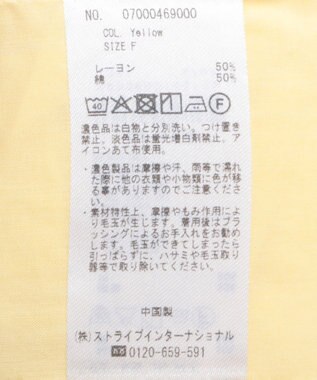 NO. 07000469000
COL. Yellow
SIZE F
レーヨン 50%
綿 50%
40 F
濃色品は白物と分別洗い。つけ置き
禁止。淡色品は蛍光増白剤禁止。ア
イロンあて布使用。
・濃色製品は摩擦や汗、雨等で濡れ
た際に他の衣類や小物類に色が移
る事がありますのでご注意くださ
い。
・素材特性上、摩擦やもみ作用によ
り毛玉が生じます。着用後はブラ
ッシングによるお手入れをお勧め
します。毛玉ができてしまったら
引っぱらずに、ハサミや毛玉取り
器等で取り除いてください。
中国製
(株)ストライプインターナショナル
0120-659-591